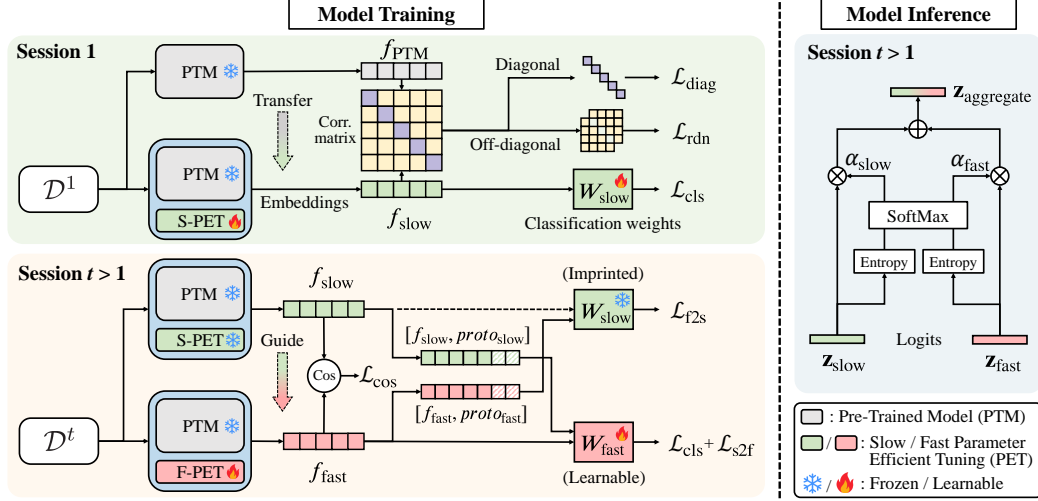 Model Training
Session 1
PTM
f_PTM
Diagonal
ℒ_diag
Transfer
Corr.
matrix
Off-diagonal
ℒ_rdn
𝒟^1
PTM
S-PET
Embeddings
f_slow
W_slow
ℒ_cls
Classification weights
Session t > 1
PTM
S-PET
f_slow
(Imprinted)
W_slow
ℒ_f2s
Guide
[f_slow, proto_slow]
Cos
ℒ_cos
[f_fast, proto_fast]
𝒟^t
PTM
F-PET
f_fast
W_fast
ℒ_cls + ℒ_s2f
(Learnable)
Model Inference
Session t > 1
z_aggregate
α_slow
α_fast
SoftMax
Entropy
Entropy
z_slow
Logits
z_fast
: Pre-Trained Model (PTM)
/ : Slow / Fast Parameter
Efficient Tuning (PET)
/ : Frozen / Learnable